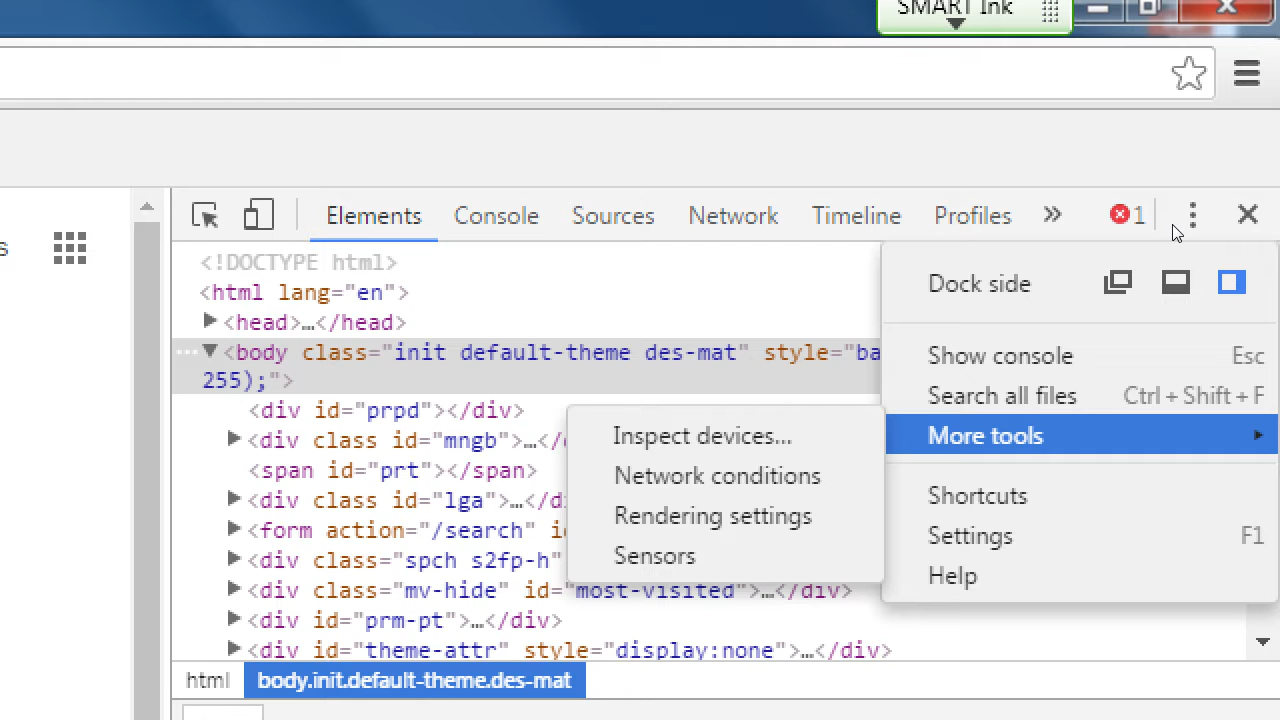 SMART Ink
s
Elements Console Sources Network Timeline Profiles » 1
<!DOCTYPE html>
<html lang="en">
<head>…</head>
Dock side
<body class="init default-theme des-mat" style="ba
255);">
Show console Esc
Search all files Ctrl + Shift + F
More tools
Shortcuts
Settings F1
Help
Inspect devices...
Network conditions
Rendering settings
Sensors
<div id="prpd"></div>
<div class id="mngb">…</
<span id="prt"></span>
<div class id="lga">…</di
<form action="/search" i
<div class="spch s2fp-h"
<div class="mv-hide" id="most-visited">…</div>
<div id="prm-pt">…</div>
<div id="theme-attr" style="display:none">…</div>
html body.init.default-theme.des-mat